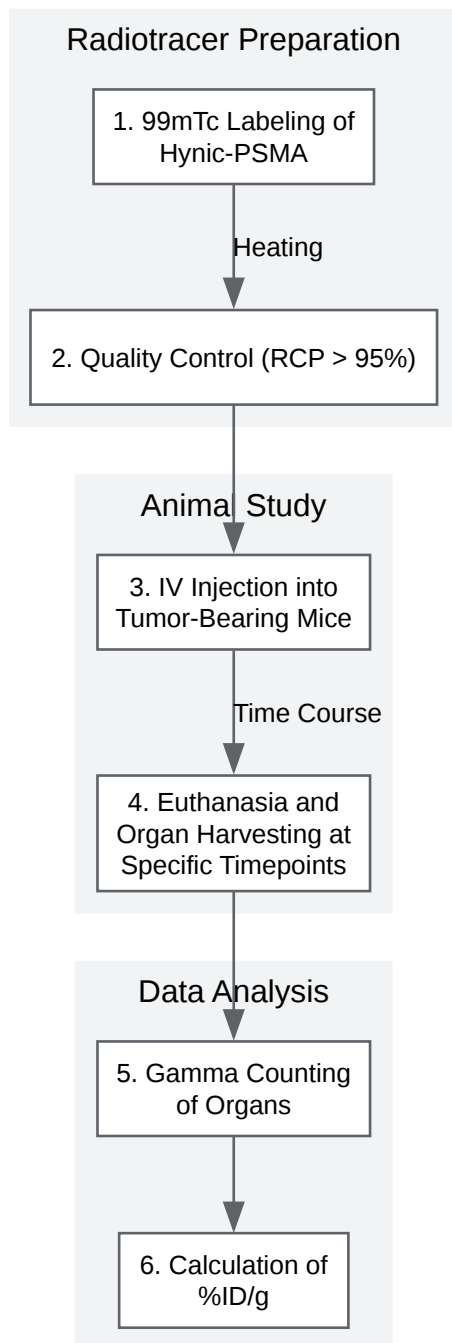 Radiotracer Preparation
1. 99mTc Labeling of
Hynic-PSMA
Heating
2. Quality Control (RCP > 95%)
Animal Study
3. IV Injection into
Tumor-Bearing Mice
Time Course
4. Euthanasia and
Organ Harvesting at
Specific Timepoints
Data Analysis
5. Gamma Counting
of Organs
6. Calculation of
%ID/g